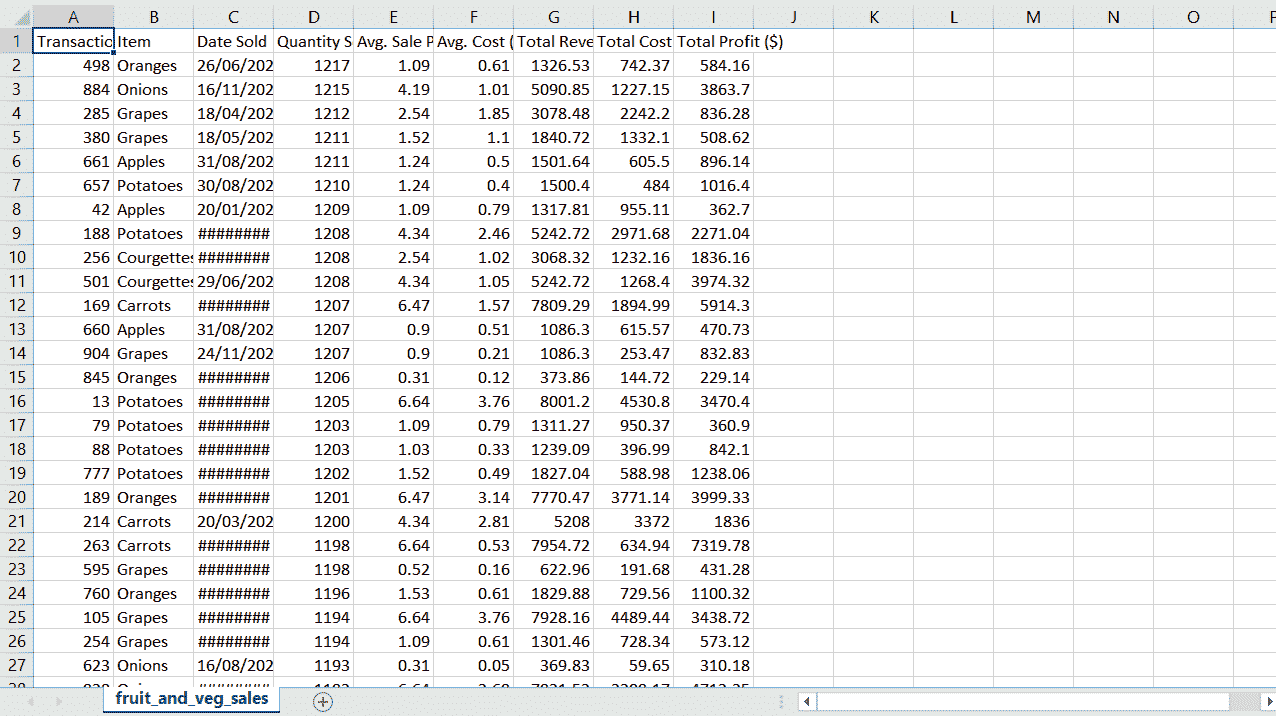 A B C D E F G H I J K L M N O
1 Transactic Item Date Sold Quantity S Avg. Sale P Avg. Cost ( Total Reve Total Cost Total Profit ($)
2 498 Oranges 26/06/202 1217 1.09 0.61 1326.53 742.37 584.16
3 884 Onions 16/11/202 1215 4.19 1.01 5090.85 1227.15 3863.7
4 285 Grapes 18/04/202 1212 2.54 1.85 3078.48 2242.2 836.28
5 380 Grapes 18/05/202 1211 1.52 1.1 1840.72 1332.1 508.62
6 661 Apples 31/08/202 1211 1.24 0.5 1501.64 605.5 896.14
7 657 Potatoes 30/08/202 1210 1.24 0.4 1500.4 484 1016.4
8 42 Apples 20/01/202 1209 1.09 0.79 1317.81 955.11 362.7
9 188 Potatoes ######## 1208 4.34 2.46 5242.72 2971.68 2271.04
10 256 Courgettes ######## 1208 2.54 1.02 3068.32 1232.16 1836.16
11 501 Courgettes 29/06/202 1208 4.34 1.05 5242.72 1268.4 3974.32
12 169 Carrots ######## 1207 6.47 1.57 7809.29 1894.99 5914.3
13 660 Apples 31/08/202 1207 0.9 0.51 1086.3 615.57 470.73
14 904 Grapes 24/11/202 1207 0.9 0.21 1086.3 253.47 832.83
15 845 Oranges ######## 1206 0.31 0.12 373.86 144.72 229.14
16 13 Potatoes ######## 1205 6.64 3.76 8001.2 4530.8 3470.4
17 79 Potatoes ######## 1203 1.09 0.79 1311.27 950.37 360.9
18 88 Potatoes ######## 1203 1.03 0.33 1239.09 396.99 842.1
19 777 Potatoes ######## 1202 1.52 0.49 1827.04 588.98 1238.06
20 189 Oranges ######## 1201 6.47 3.14 7770.47 3771.14 3999.33
21 214 Carrots 20/03/202 1200 4.34 2.81 5208 3372 1836
22 263 Carrots ######## 1198 6.64 0.53 7954.72 634.94 7319.78
23 595 Grapes ######## 1198 0.52 0.16 622.96 191.68 431.28
24 760 Oranges ######## 1196 1.53 0.61 1829.88 729.56 1100.32
25 105 Grapes ######## 1194 6.64 3.76 7928.16 4489.44 3438.72
26 254 Grapes ######## 1194 1.09 0.61 1301.46 728.34 573.12
27 623 Onions 16/08/202 1193 0.31 0.05 369.83 59.65 310.18
fruit_and_veg_sales